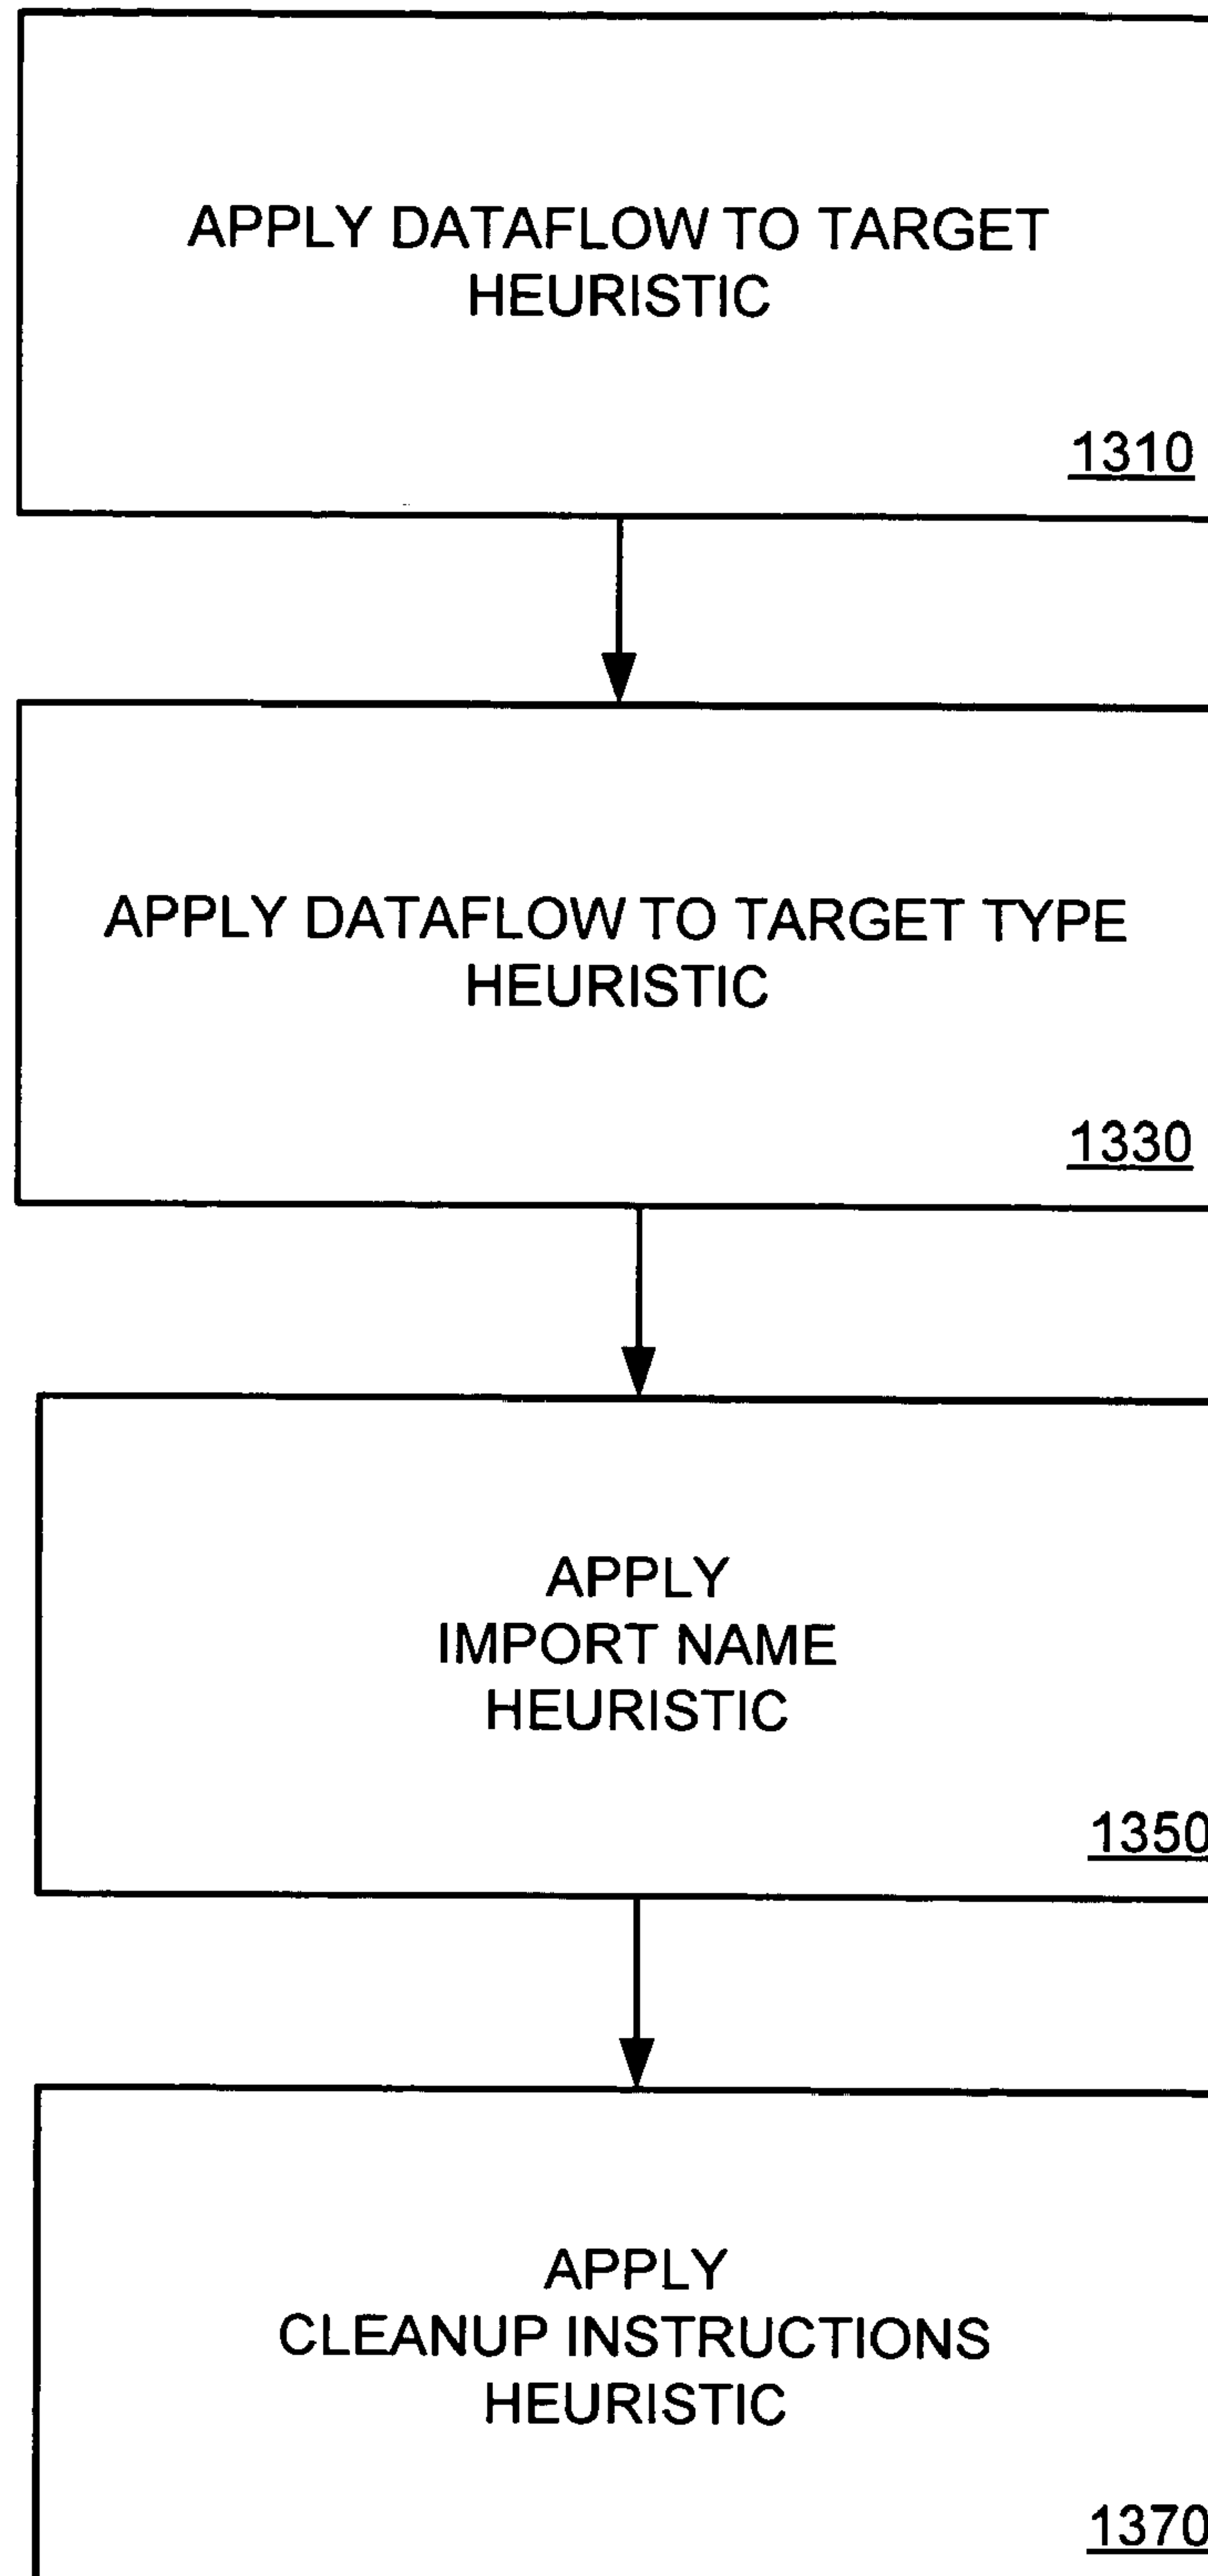 APPLY DATAFLOW TO TARGET
HEURISTIC
1310
APPLY DATAFLOW TO TARGET TYPE
HEURISTIC
1330
APPLY
IMPORT NAME
HEURISTIC
1350
APPLY
CLEANUP INSTRUCTIONS
HEURISTIC
1370